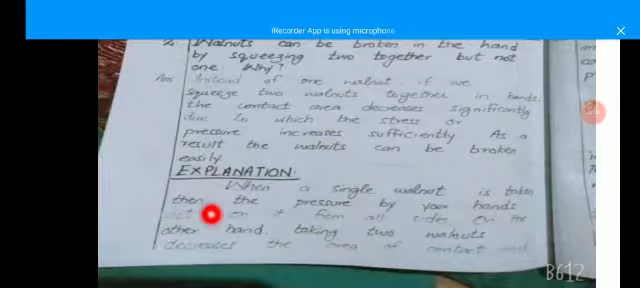 iRecorder App is using microphone
2. Walnuts can be broken in the hand
by squeezing two together but not
one Why?
Ans Instead of one walnut if we
squeeze two walnuts together in hands.
the contact area decreases significantly
due to which the stress or
pressure increases sufficiently As a
result the walnuts can be broken
easily.
EXPLANATION:
When a single walnut is taken
then the pressure by your hands
act on it from all sides. On the
other hand, taking two walnuts
decreases the area of contact and
B612